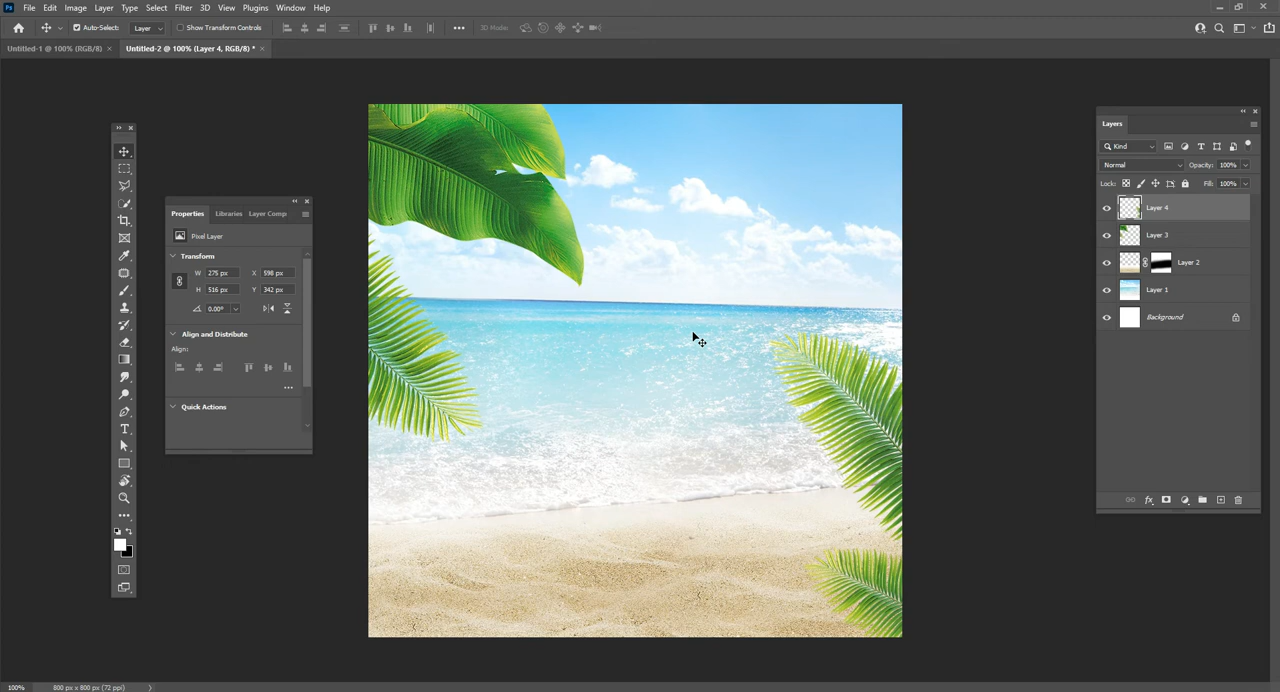 Ps File Edit Image Layer Type Select Filter 3D View Plugins Window Help
Auto-Select: Layer Show Transform Controls 3D Mode:
Untitled-1 @ 100% (RGB/8) × Untitled-2 @ 100% (Layer 4, RGB/8) * ×
Layers
Kind
Normal Opacity: 100%
Lock: Fill: 100%
Layer 4
Layer 3
Layer 2
Layer 1
Background
Properties Libraries Layer Comp
Pixel Layer
Transform
W 275 px X 598 px
H 516 px Y 342 px
0.00°
Align and Distribute
Align:
Quick Actions
100% 800 px x 800 px (72 ppi)